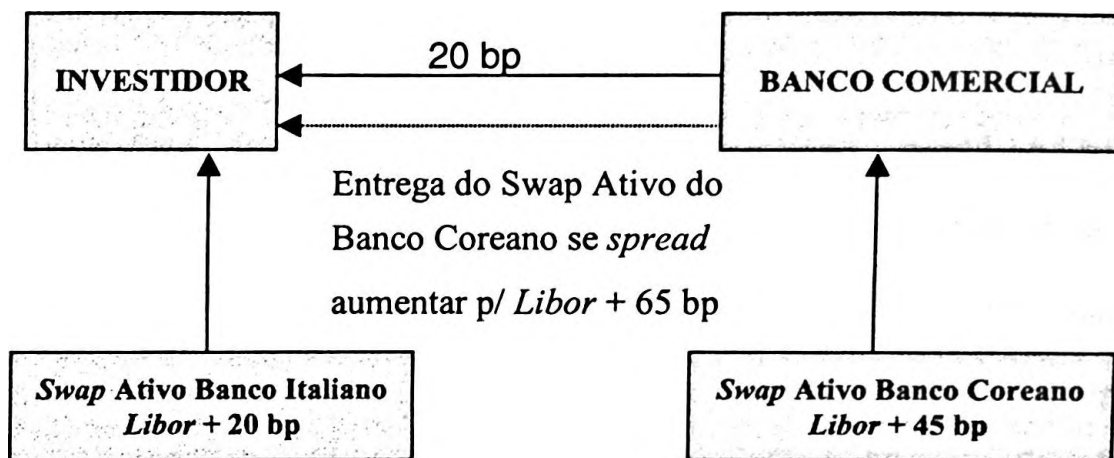 20 bp
INVESTIDOR
BANCO COMERCIAL
Entrega do Swap Ativo do
Banco Coreano se spread
aumentar p/ Libor + 65 bp
Swap Ativo Banco Italiano
Libor + 20 bp
Swap Ativo Banco Coreano
Libor + 45 bp